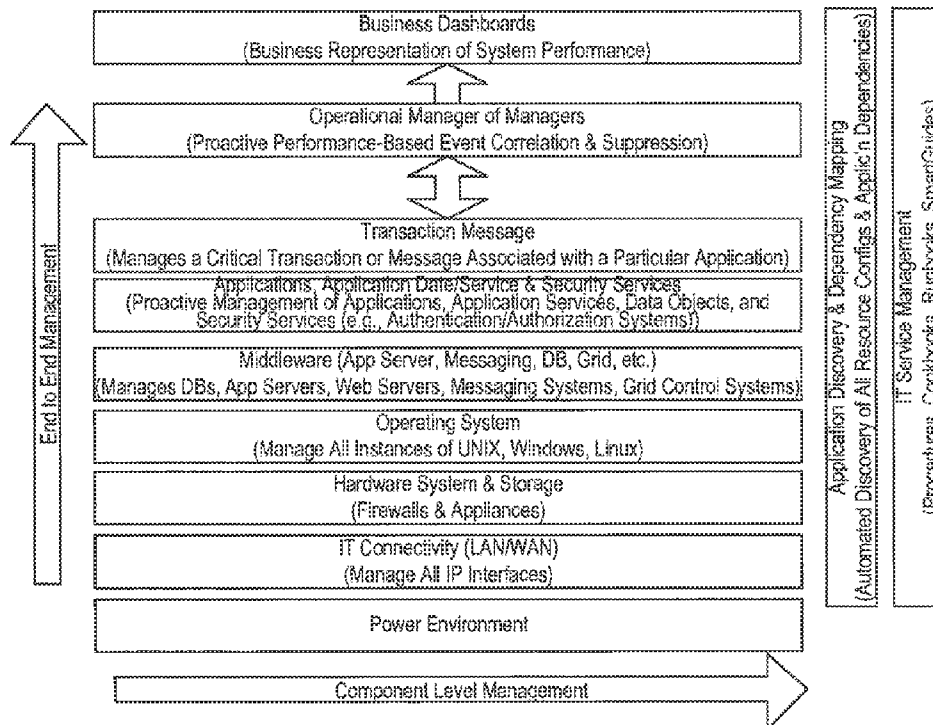 Business Dashboards
(Business Representation of System Performance)
Operational Manager of Managers
(Proactive Performance-Based Event Correlation & Suppression)
Transaction Message
(Manages a Critical Transaction or Message Associated with a Particular Application)
Applications, Application Date/Service & Security Services
(Proactive Management of Applications, Application Services, Data Objects, and
Security Services (e.g., Authentication/Authorization Systems!))
Middleware (App Server, Messaging, DB, Grid, etc.)
(Manages DBs, App Servers, Web Servers, Messaging Systems, Grid Control Systems)
Operating System
(Manage All Instances of UNIX, Windows, Linux)
Hardware System & Storage
(Firewalls & Appliances)
IT Connectivity (LAN/WAN)
(Manage All IP Interfaces)
Power Environment
Component Level Management
End to End Management
Application Discovery & Dependency Mapping
(Automated Discovery of All Resource Configs & Applic'n Dependencies)
IT Service Management
(Procedures, Cookbooks, Runbooks, SmartGuides)